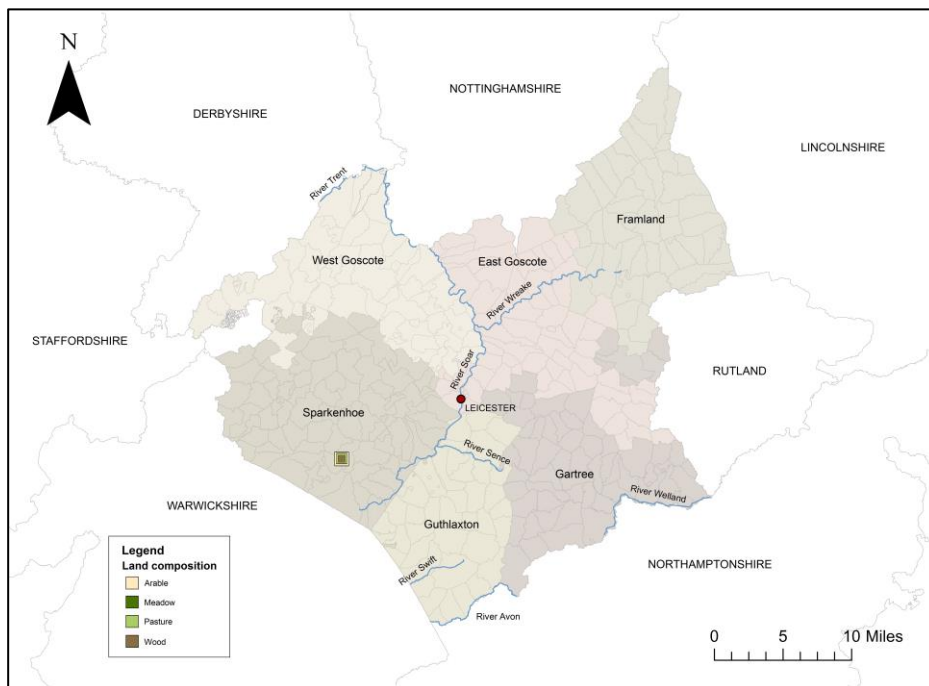 N
NOTTINGHAMSHIRE
DERBYSHIRE
LINCOLNSHIRE
River Trent
Framland
West Goscote
East Goscote
River Wreake
STAFFORDSHIRE
River Soar
RUTLAND
LEICESTER
Sparkenhoe
River Sence
Gartree
River Welland
WARWICKSHIRE
Guthlaxton
NORTHAMPTONSHIRE
River Swift
River Avon
Legend
Land composition
Arable
Meadow
Pasture
Wood
0 5 10 Miles